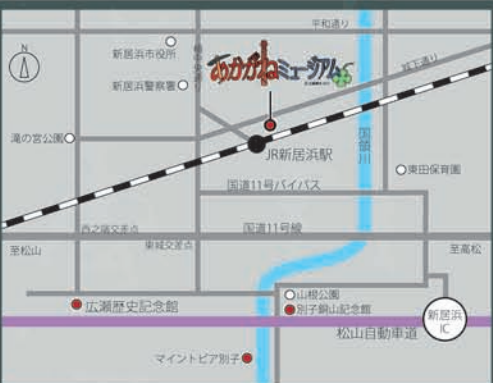 平和通り
N
新居浜市役所
あかがねミュージアム
新居浜警察署
滝の宮公園
JR新居浜駅
国領川
東田保育園
国道11号バイパス
西之端交差点
国道11号線
至松山
東城交差点
至高松
山根公園
広瀬歴史記念館
別子銅山記念館
新居浜
IC
松山自動車道
マイントピア別子